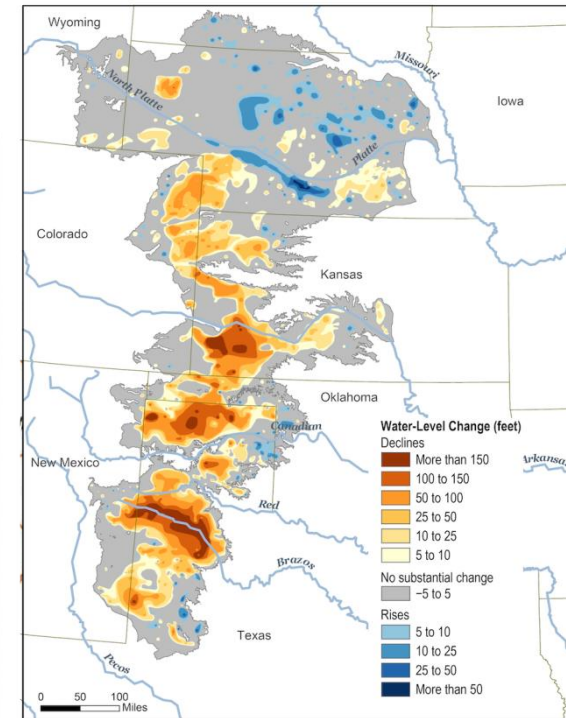 Wyoming
Missouri
Iowa
North Platte
Platte
Colorado
Kansas
Oklahoma
Canadian
New Mexico
Arkansas
Red
Brazos
Texas
Pecos
0 50 100
Miles
Water-Level Change (feet)
Declines
More than 150
100 to 150
50 to 100
25 to 50
10 to 25
5 to 10
No substantial change
−5 to 5
Rises
5 to 10
10 to 25
25 to 50
More than 50